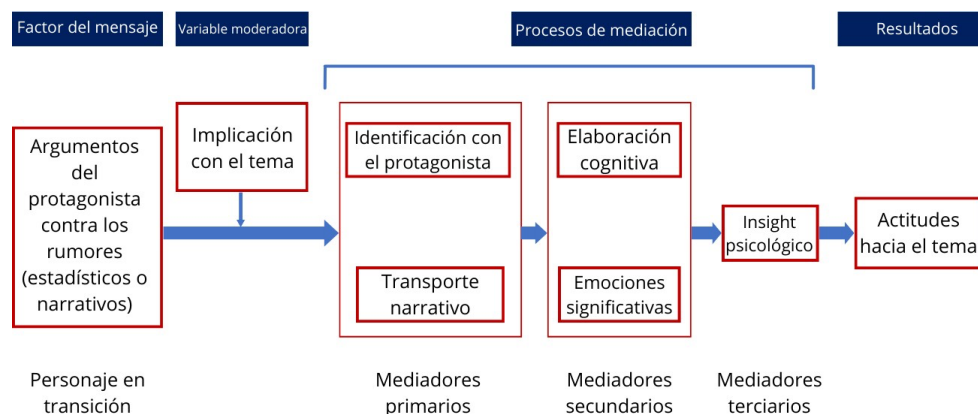 Factor del mensaje
Variable moderadora
Procesos de mediación
Resultados
Argumentos
del
protagonista
contra los
rumores
(estadísticos o
narrativos)
Implicación
con el tema
Identificación con
el protagonista
Transporte
narrativo
Elaboración
cognitiva
Emociones
significativas
Insight
psicológico
Actitudes
hacia el tema
Personaje en
transición
Mediadores
primarios
Mediadores
secundarios
Mediadores
terciarios